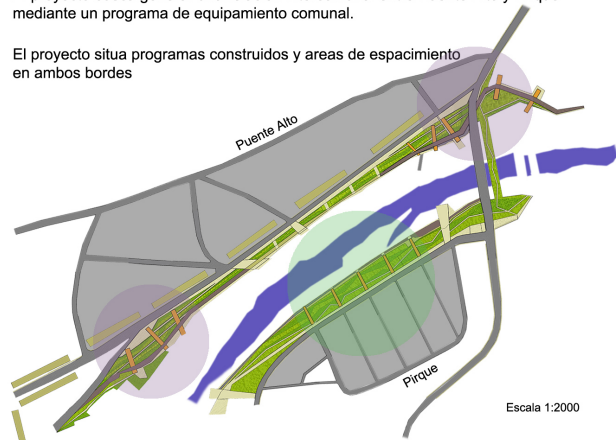 mediante un programa de equipamiento comunal.
El proyecto situa programas construidos y areas de espacimiento
en ambos bordes
Puente Alto
Pirque
Escala 1:2000